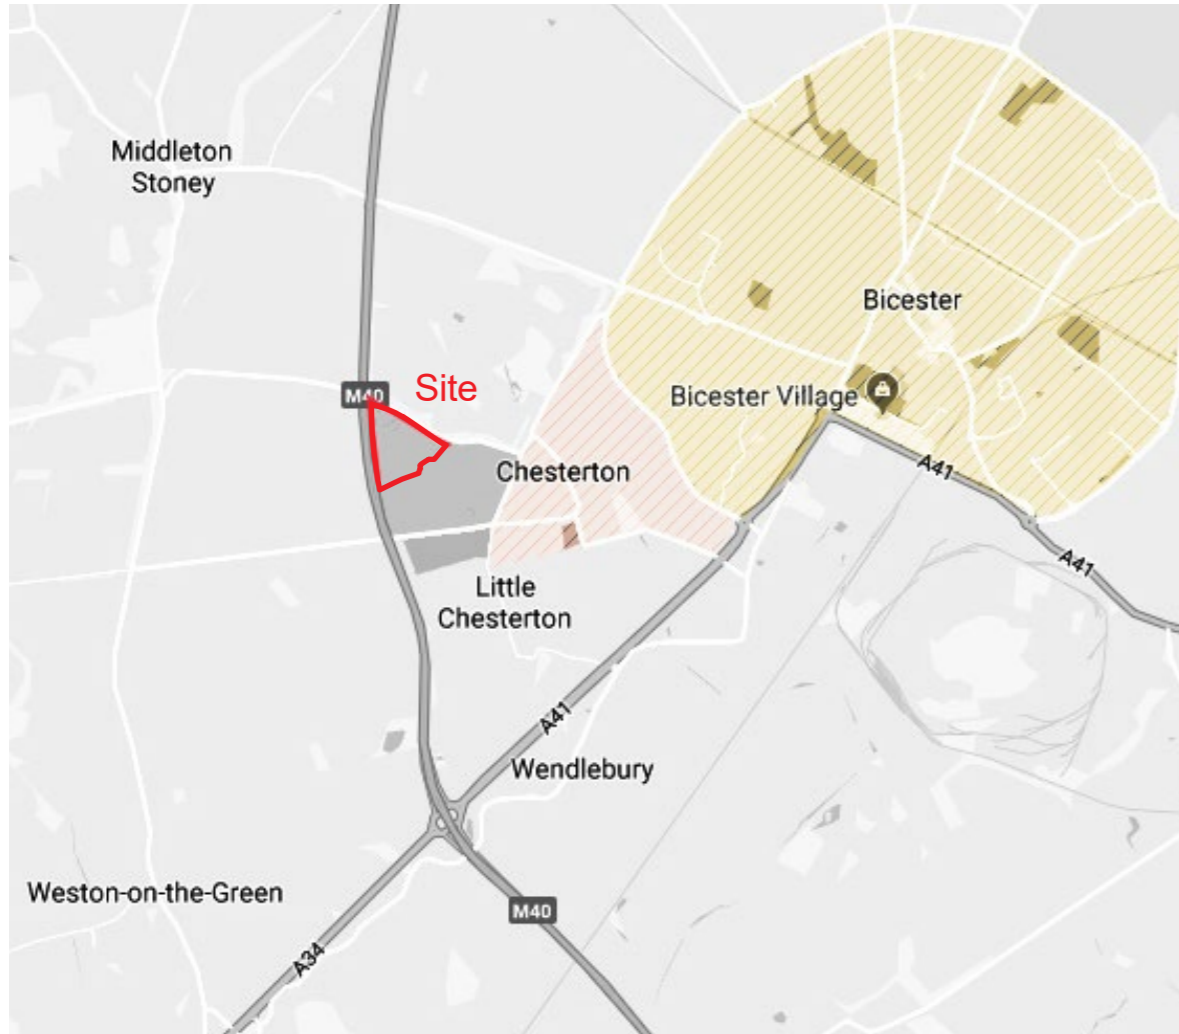 Middleton
Stoney
Bicester
M40
Site
Bicester Village
Chesterton
A41
A41
Little
Chesterton
A41
Wendlebury
Weston-on-the-Green
M40
A34